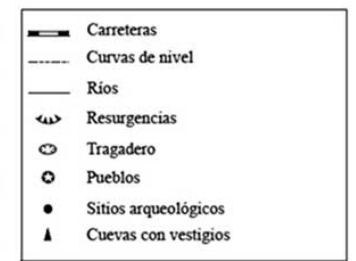 Carreteras
Curvas de nivel
Ríos
Resurgencias
Tragadero
Pueblos
Sitios arqueológicos
Cuevas con vestigios